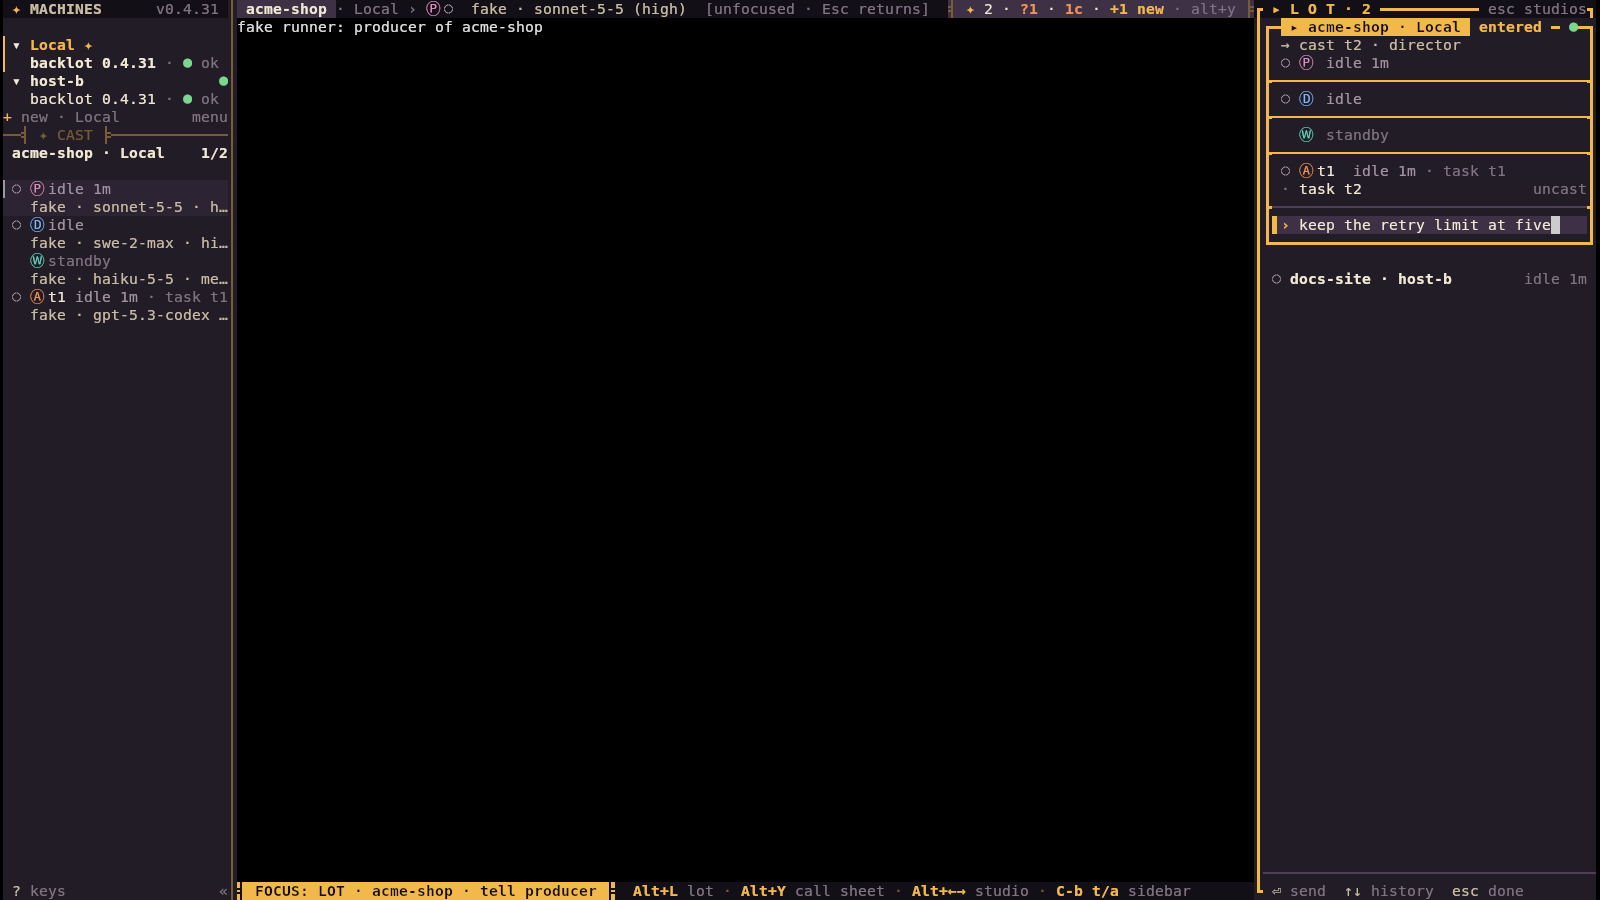 ✦ MACHINES v0.4.31
▾ Local ✦
backlot 0.4.31 · ● ok
▾ host-b ●
backlot 0.4.31 · ● ok
+ new · Local menu
✦ CAST
acme-shop · Local 1/2
◌ Ⓟ idle 1m
fake · sonnet-5-5 · h…
◌ Ⓓ idle
fake · swe-2-max · hi…
Ⓦ standby
fake · haiku-5-5 · me…
◌ Ⓐ t1 idle 1m · task t1
fake · gpt-5.3-codex …
? keys «
acme-shop · Local › Ⓟ ◌ fake · sonnet-5-5 (high) [unfocused · Esc returns] ✦ 2 · ?1 · 1c · +1 new · alt+y
fake runner: producer of acme-shop
FOCUS: LOT · acme-shop · tell producer Alt+L lot · Alt+Y call sheet · Alt+←→ studio · C-b t/a sidebar
▸ L O T · 2 esc studios
▸ acme-shop · Local entered ●
→ cast t2 · director
◌ Ⓟ idle 1m
◌ Ⓓ idle
Ⓦ standby
◌ Ⓐ t1 idle 1m · task t1
· task t2 uncast
› keep the retry limit at five
◌ docs-site · host-b idle 1m
⏎ send ↑↓ history esc done